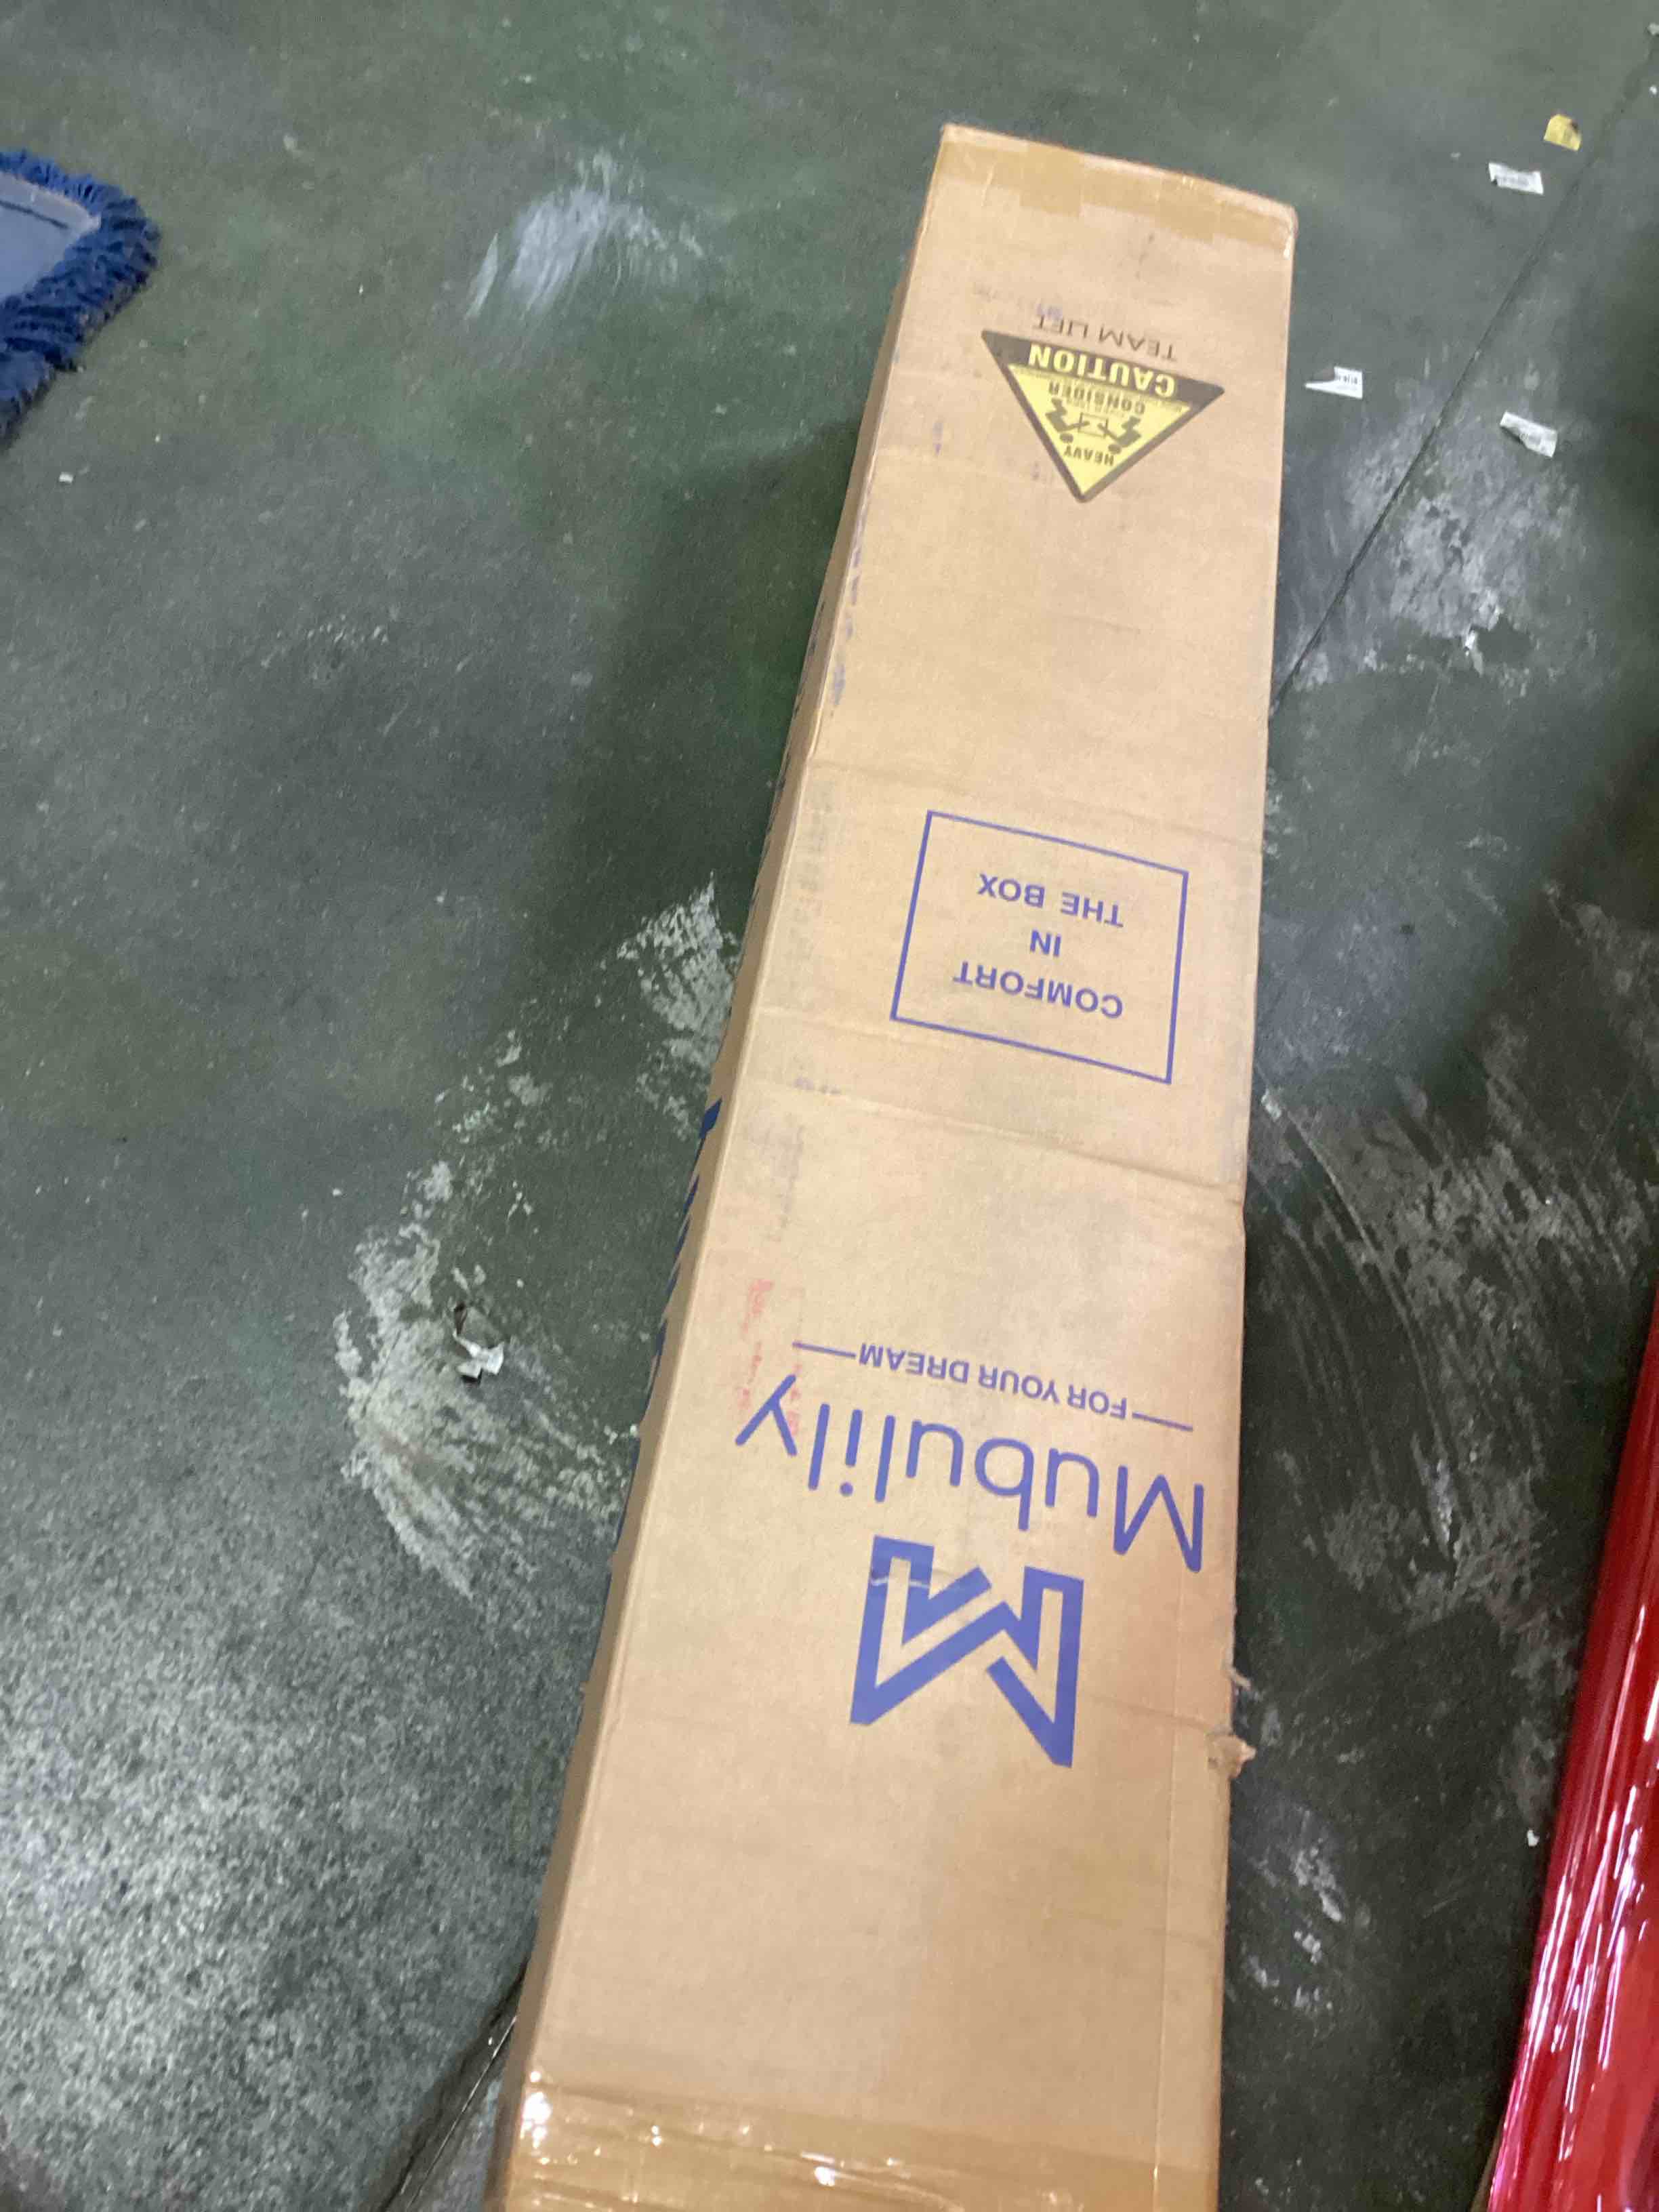 Mubulily
FOR YOUR DREAM
COMFORT
IN
THE BOX
HEAVY
CONSIDER
CAUTION
TEAM LIFT